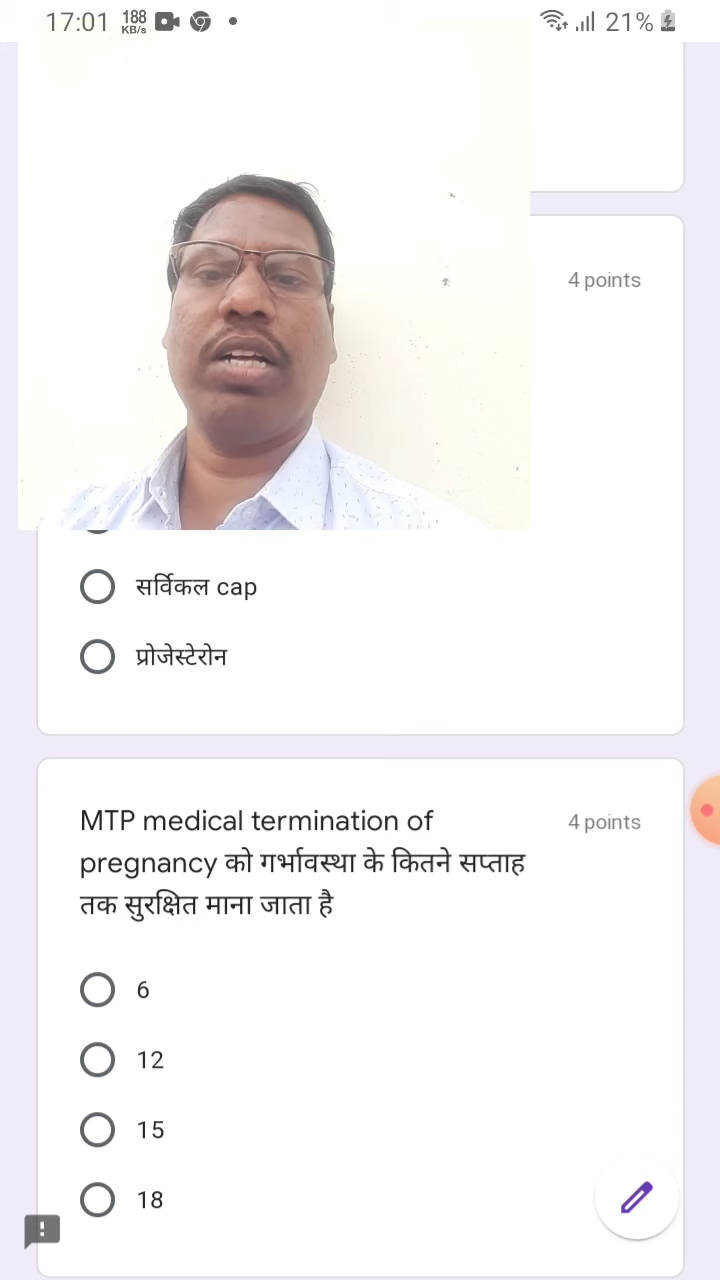 17:01 188 KB/s 21%
4 points
सर्विकल cap
प्रोजेस्टेरोन
MTP medical termination of
4 points
pregnancy को गर्भावस्था के कितने सप्ताह
तक सुरक्षित माना जाता है
6
12
15
18